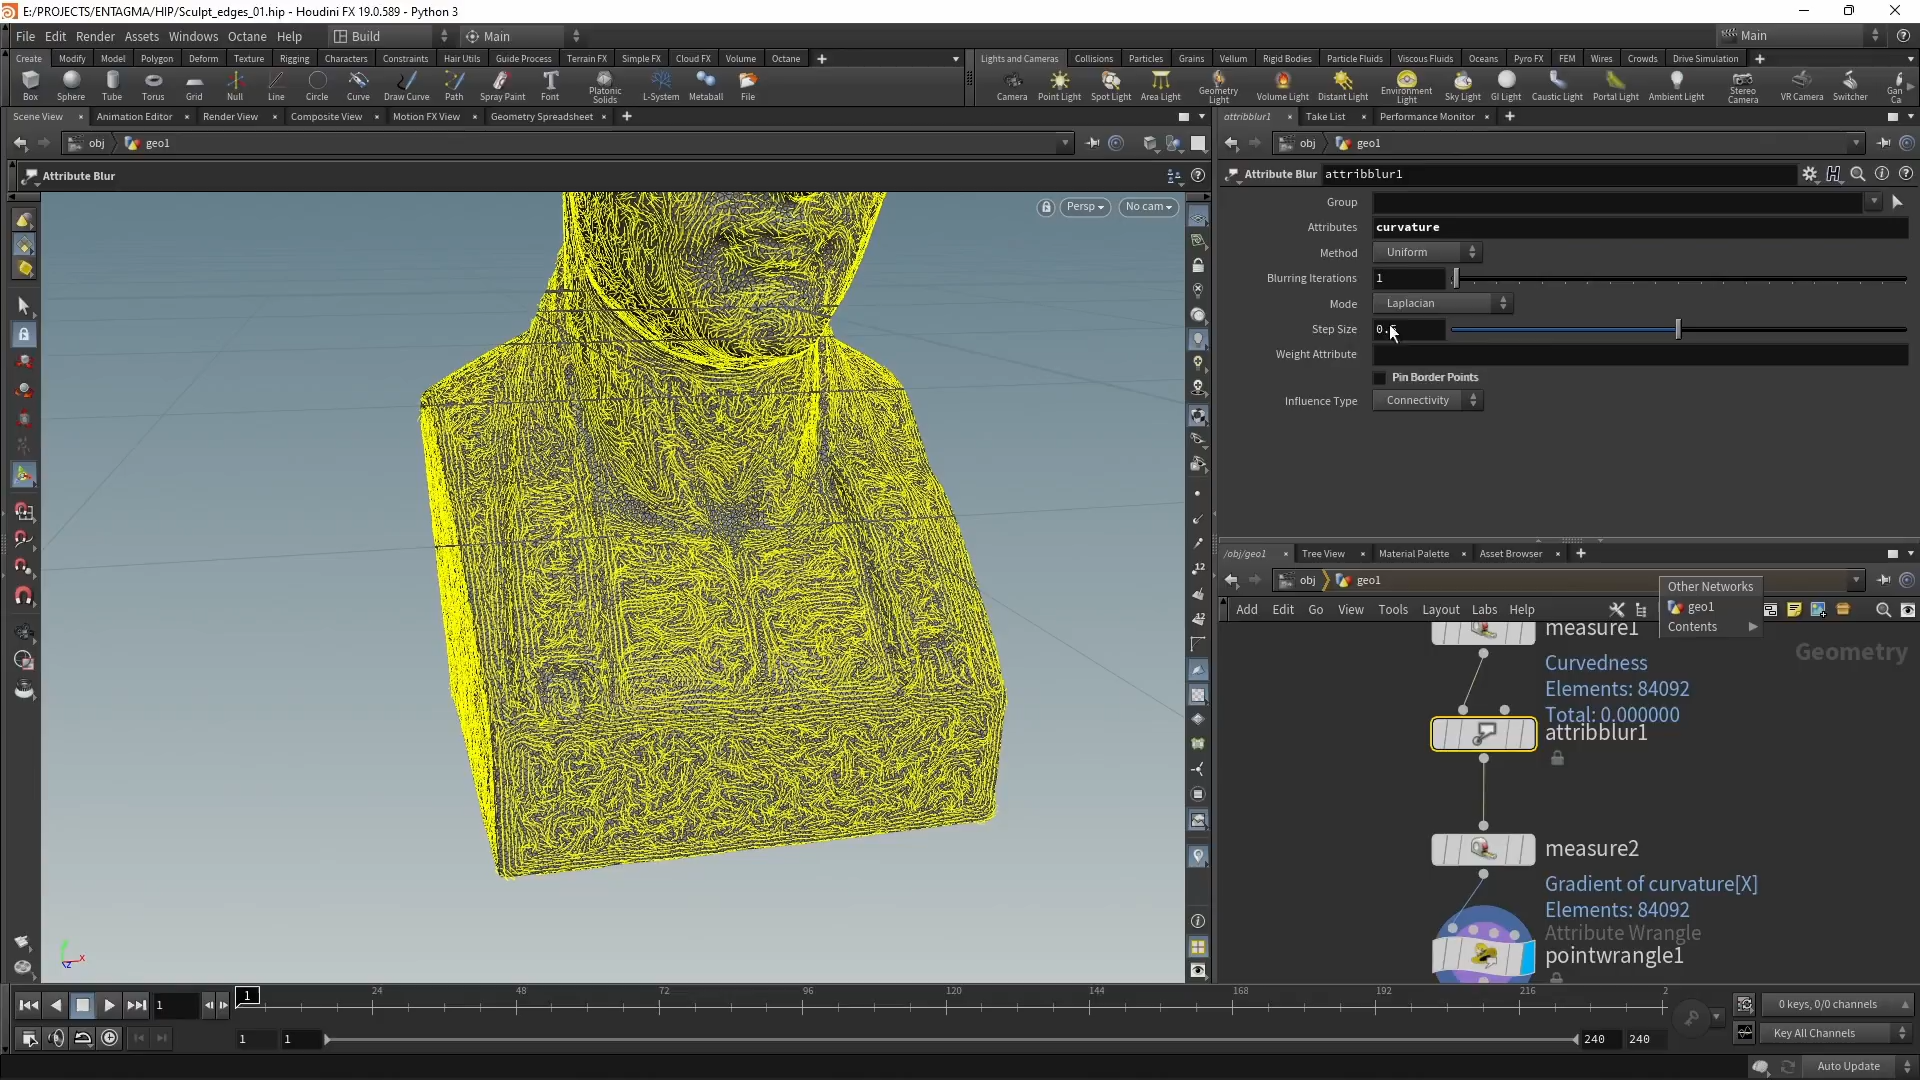 E:/PROJECTS/ENTAGMA/HIP/Sculpt_edges_01.hip - Houdini FX 19.0.589 - Python 3
File Edit Render Assets Windows Octane Help Build Main Main
Create Modify Model Polygon Deform Texture Rigging Characters Constraints Hair Utils Guide Process Terrain FX Simple FX Cloud FX Volume Octane
Lights and Cameras Collisions Particles Grains Vellum Rigid Bodies Particle Fluids Viscous Fluids Oceans Pyro FX FEM Wires Crowds Drive Simulation
Box Sphere Tube Torus Grid Null Line Circle Curve Draw Curve Path Spray Paint Font Platonic Solids L-System Metaball File
Camera Point Light Spot Light Area Light Geometry Light Volume Light Distant Light Environment Light Sky Light GI Light Caustic Light Portal Light Ambient Light Stereo Camera VR Camera Switcher Gan Ca
Scene View Animation Editor Render View Composite View Motion FX View Geometry Spreadsheet
attribblur1 Take List Performance Monitor
obj geo1
obj geo1
Attribute Blur
Attribute Blur attribblur1
Persp No cam
Group
Attributes curvature
Method Uniform
Blurring Iterations 1
Mode Laplacian
Step Size 0.
Weight Attribute
Pin Border Points
Influence Type Connectivity
/obj/geo1 Tree View Material Palette Asset Browser
obj geo1
Other Networks
geo1
Contents
Add Edit Go View Tools Layout Labs Help
Geometry
measure1
Curvedness
Elements: 84092
Total: 0.000000
attribblur1
measure2
Gradient of curvature[X]
Elements: 84092
Attribute Wrangle
pointwrangle1
12
12
z x
1 1 24 48 72 96 120 144 168 192 216 2
0 keys, 0/0 channels
1 1 240 240
Key All Channels
Auto Update